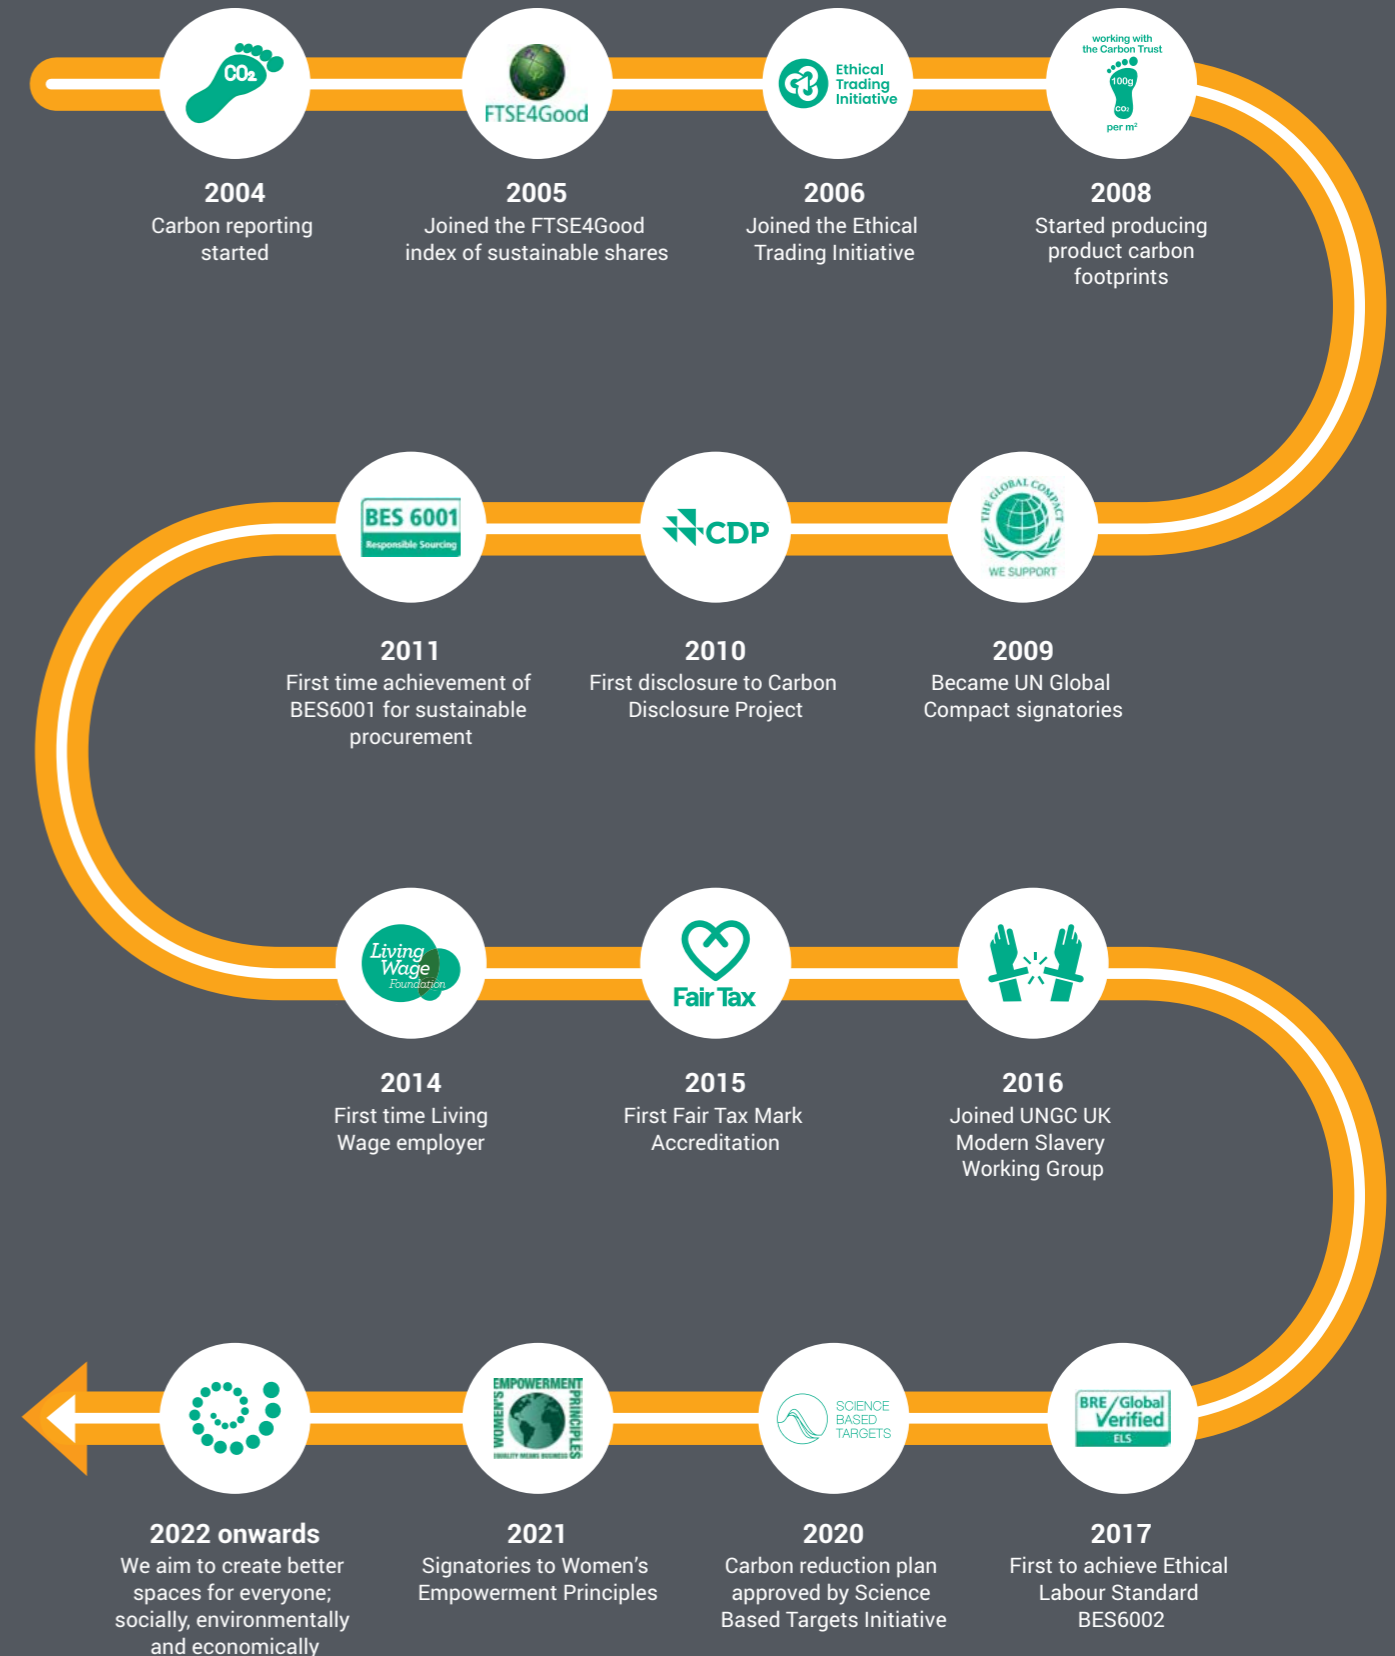 CO₂
FTSE4Good
Ethical
Trading
Initiative
working with
the Carbon Trust
100g
CO₂
per m²
2004
Carbon reporting
started
2005
Joined the FTSE4Good
index of sustainable shares
2006
Joined the Ethical
Trading Initiative
2008
Started producing
product carbon
footprints
THE GLOBAL COMPACT
WE SUPPORT
CDP
BES 6001
Responsible Sourcing
2009
Became UN Global
Compact signatories
2010
First disclosure to Carbon
Disclosure Project
2011
First time achievement of
BES6001 for sustainable
procurement
Living
Wage
Foundation
Fair Tax
2014
First time Living
Wage employer
2015
First Fair Tax Mark
Accreditation
2016
Joined UNGC UK
Modern Slavery
Working Group
BRE/Global
Verified
ELS
SCIENCE
BASED
TARGETS
WOMEN'S
EMPOWERMENT
PRINCIPLES
EQUALITY MEANS BUSINESS
2017
First to achieve Ethical
Labour Standard
BES6002
2020
Carbon reduction plan
approved by Science
Based Targets Initiative
2021
Signatories to Women's
Empowerment Principles
2022 onwards
We aim to create better
spaces for everyone;
socially, environmentally
and economically